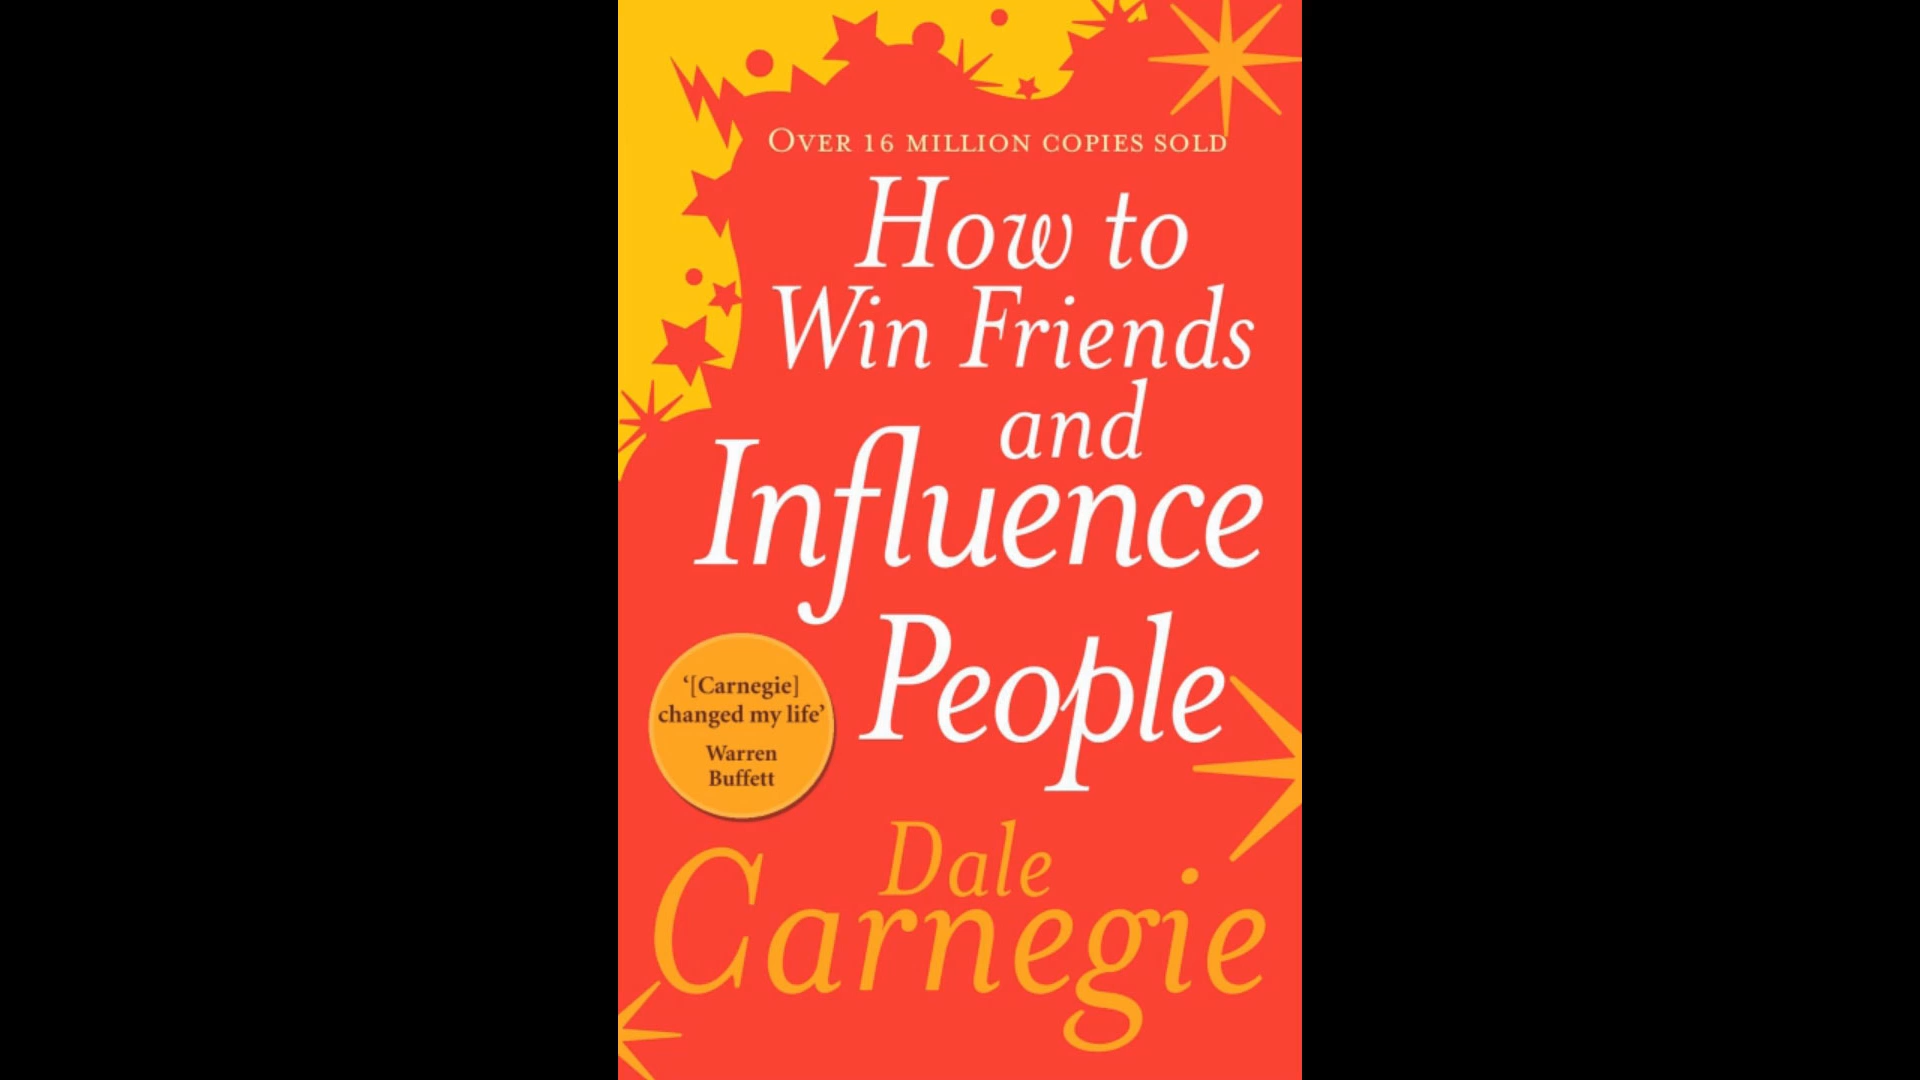 OVER 16 MILLION COPIES SOLD
How to
Win Friends
and
Influence
People
‘[Carnegie]
changed my life’
Warren
Buffett
Dale
Carnegie